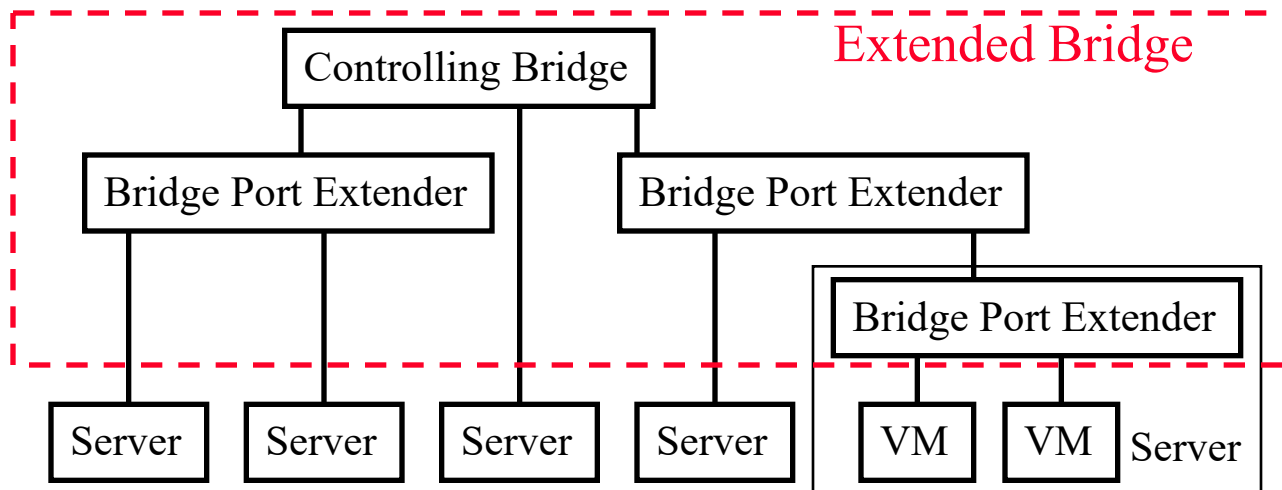 Extended Bridge
Controlling Bridge
Bridge Port Extender
Bridge Port Extender
Bridge Port Extender
Server
Server
Server
Server
VM
VM
Server